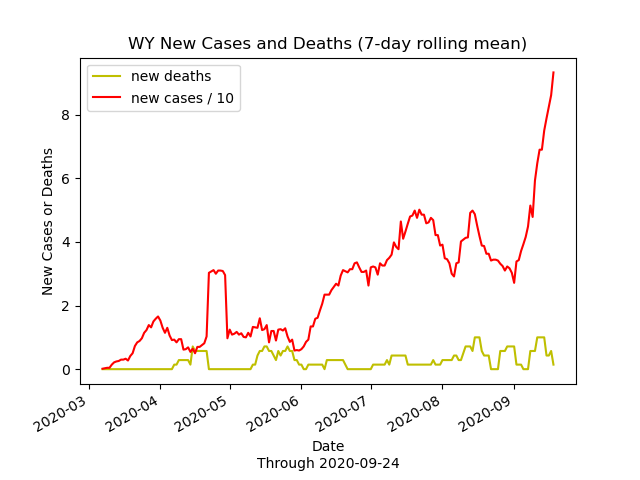 WY New Cases and Deaths (7-day rolling mean)
new deaths
new cases / 10
New Cases or Deaths
8
6
4
2
0
2020-03
2020-04
2020-05
2020-06
2020-07
2020-08
2020-09
Date
Through 2020-09-24